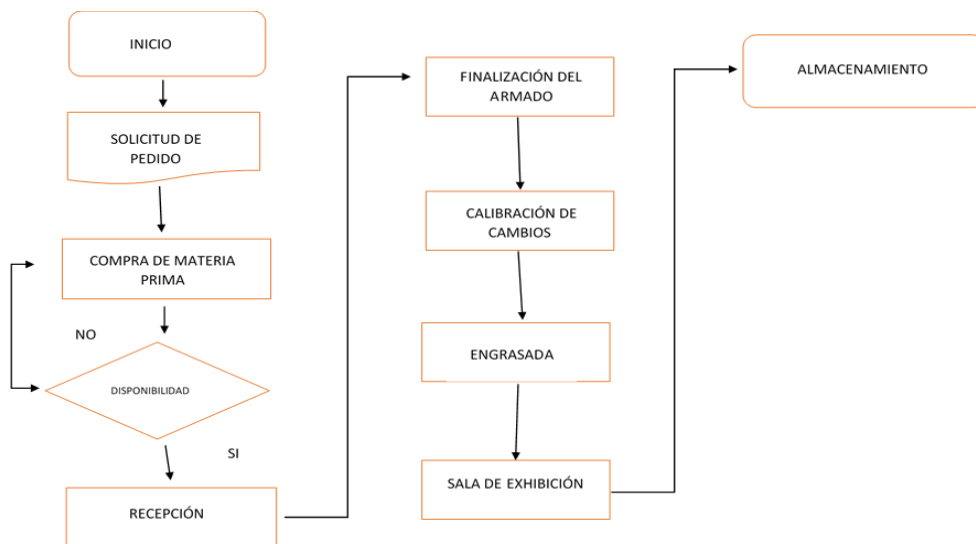 INICIO
SOLICITUD DE
PEDIDO
COMPRA DE MATERIA
PRIMA
NO
DISPONIBILIDAD
SI
RECEPCIÓN
FINALIZACIÓN DEL
ARMADO
CALIBRACIÓN DE
CAMBIOS
ENGRASADA
SALA DE EXHIBICIÓN
ALMACENAMIENTO